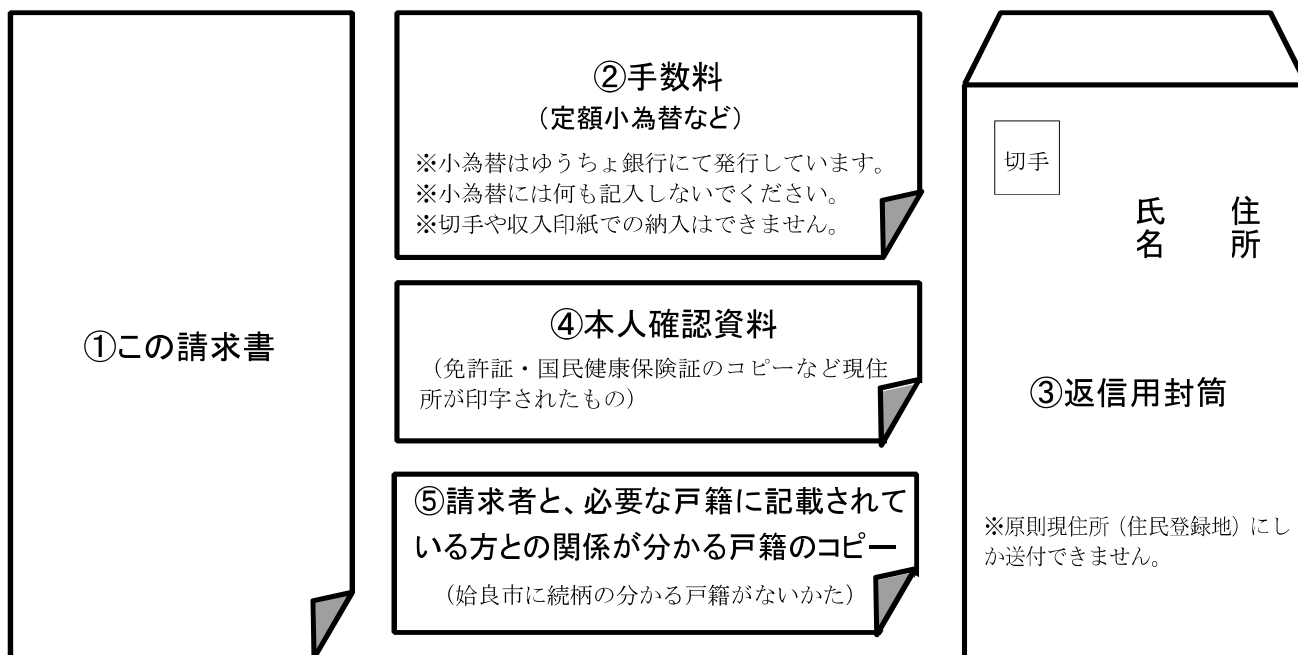 ①この請求書
②手数料
（定額小為替など）
※小為替はゆうちょ銀行にて発行しています。
※小為替には何も記入しないでください。
※切手や収入印紙での納入はできません。
④本人確認資料
（免許証・国民健康保険証のコピーなど現住
所が印字されたもの）
⑤請求者と、必要な戸籍に記載されて
いる方との関係が分かる戸籍のコピー
（姶良市に続柄の分かる戸籍がないかた）
切手
住所
氏名
③返信用封筒
※原則現住所（住民登録地）にし
か送付できません。